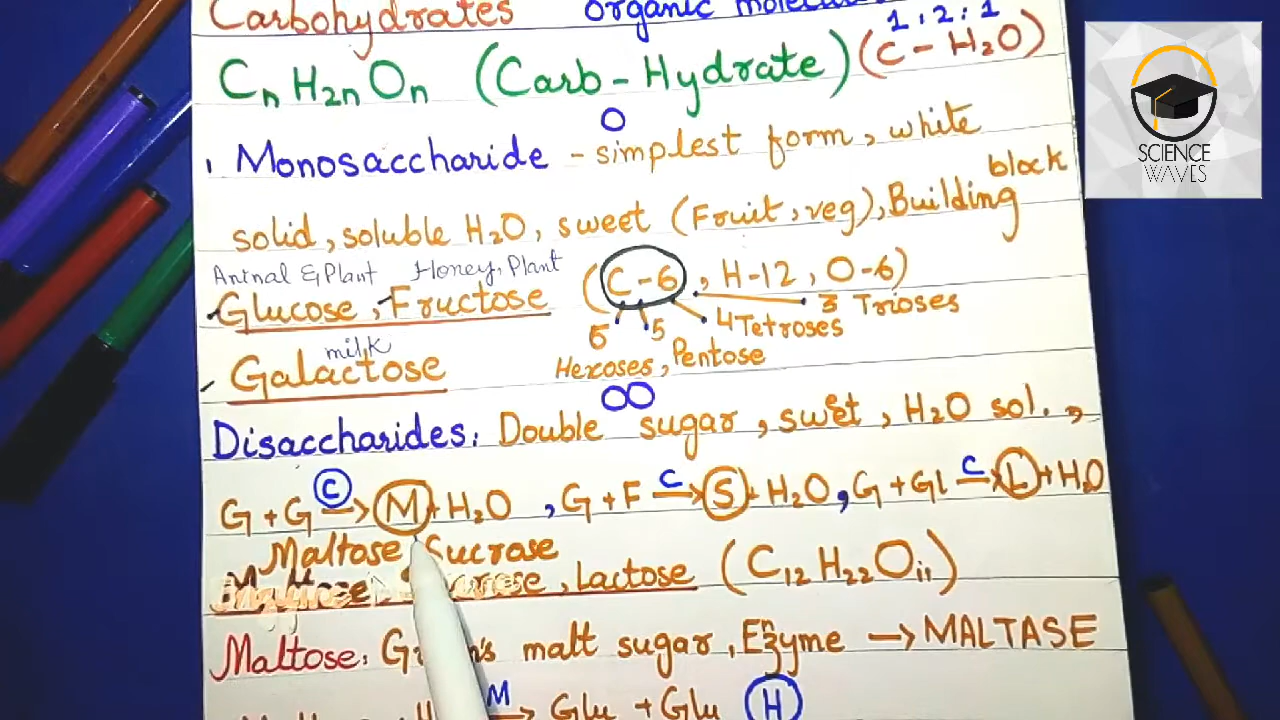 Carbohydrates organic molecul
1:2:1
CnH2nOn (Carb-Hydrate) (C-H2O)
1 Monosaccharide - simplest form, white
solid, soluble H2O, sweet (Fruit, veg), Building block
Animal & Plant Honey, Plant
Glucose, Fructose (C-6, H-12, O-6)
6 5 4 Tetroses 3 Trioses
Hexoses, Pentose
milk
Galactose
Disaccharides: Double sugar, sweet, H2O sol.,
G+G C→ M+H2O, G+F C→ S+H2O, G+Gl C→ L+H2O
Maltose Sucrase
, Lactose (C12H22O11)
Maltose: malt sugar, Enzyme → MALTASE
M→ Glu + Glu H
SCIENCE
WAVES